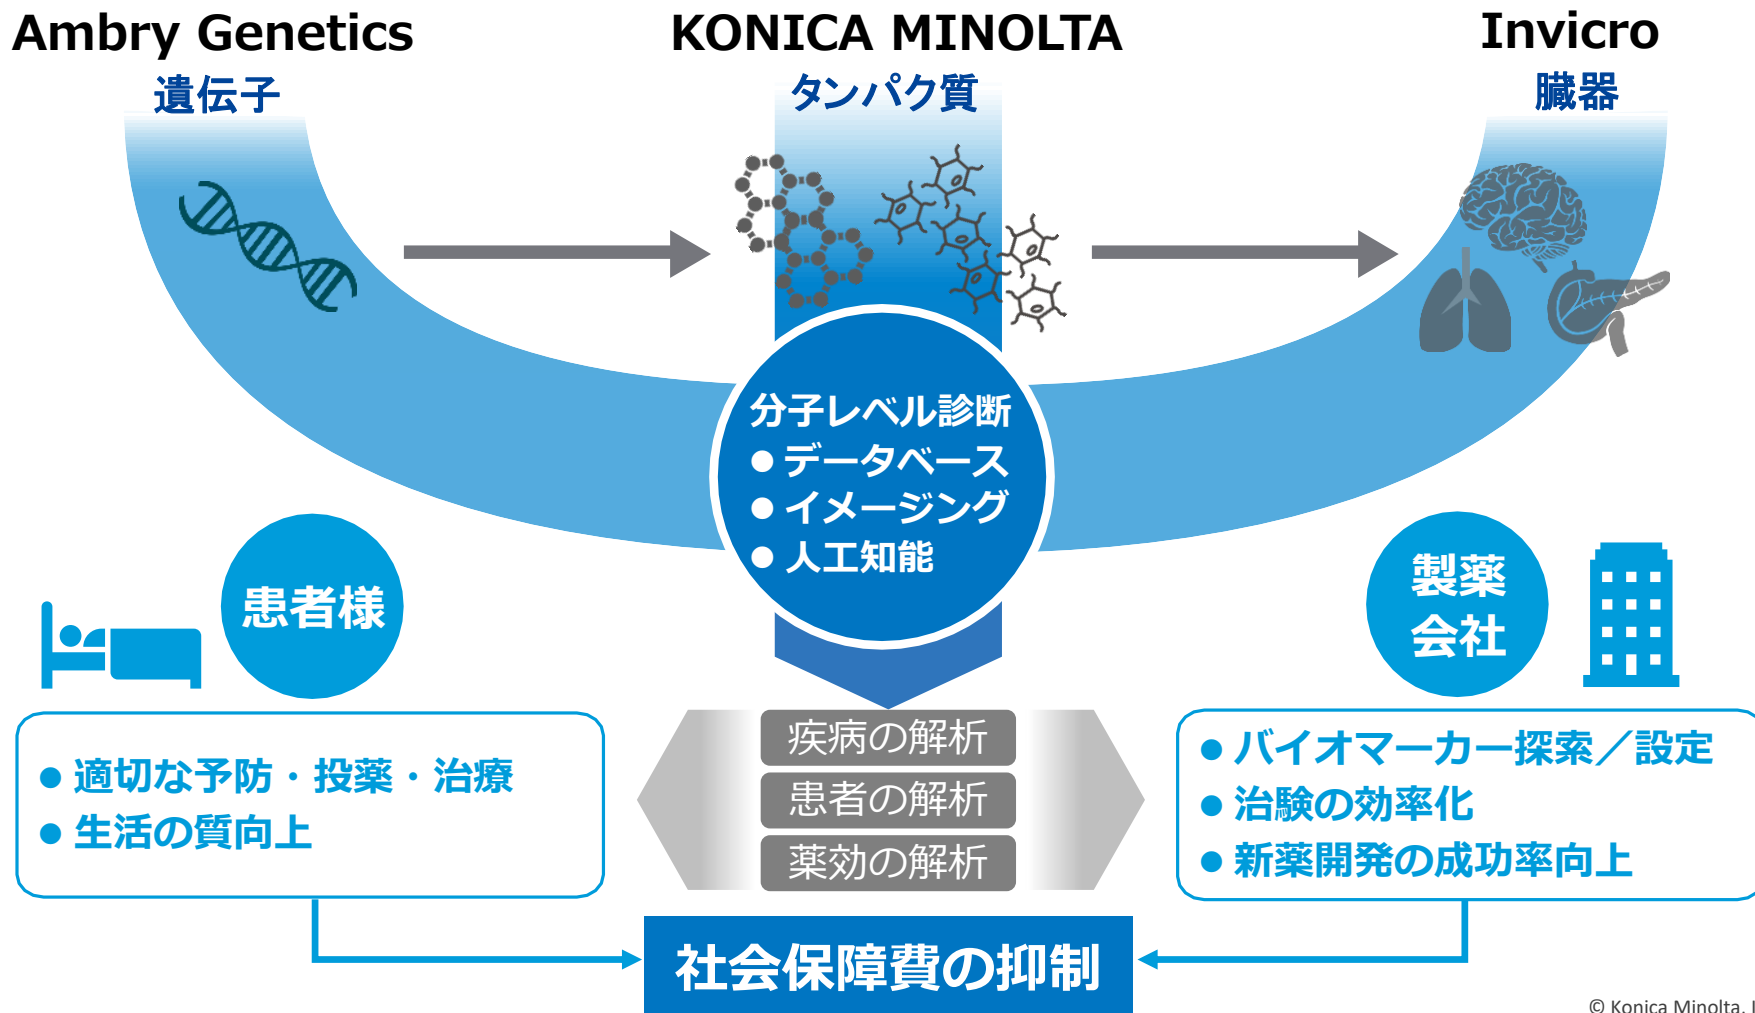 Ambry Genetics
遺伝子
KONICA MINOLTA
タンパク質
Invicro
臓器
分子レベル診断
● データベース
● イメージング
● 人工知能
患者様
● 適切な予防・投薬・治療
● 生活の質向上
疾病の解析
患者の解析
薬効の解析
製薬
会社
● バイオマーカー探索／設定
● 治験の効率化
● 新薬開発の成功率向上
社会保障費の抑制
© Konica Minolta,